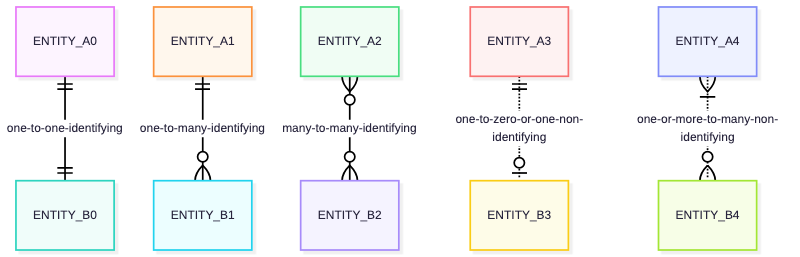 ENTITY_A0
ENTITY_A1
ENTITY_A2
ENTITY_A3
ENTITY_A4
one-to-one-identifying
one-to-many-identifying
many-to-many-identifying
one-to-zero-or-one-non-
identifying
one-or-more-to-many-non-
identifying
ENTITY_B0
ENTITY_B1
ENTITY_B2
ENTITY_B3
ENTITY_B4